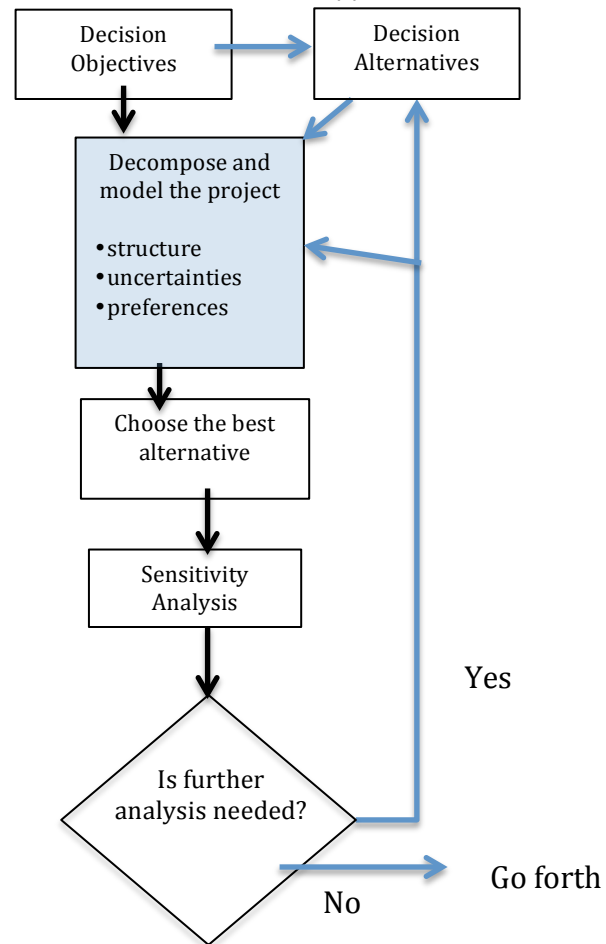 Decision
Objectives
Decision
Alternatives
Decompose and
model the project
•structure
•uncertainties
•preferences
Choose the best
alternative
Sensitivity
Analysis
Yes
Is further
analysis needed?
Go forth
No